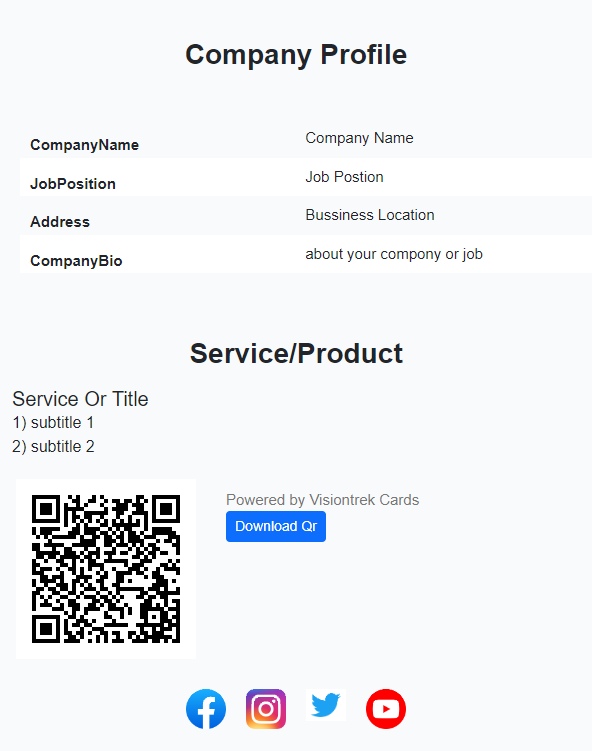 Company Profile
CompanyName Company Name
JobPosition Job Postion
Address Bussiness Location
CompanyBio about your compony or job
Service/Product
Service Or Title
1) subtitle 1
2) subtitle 2
Powered by Visiontrek Cards
Download Qr